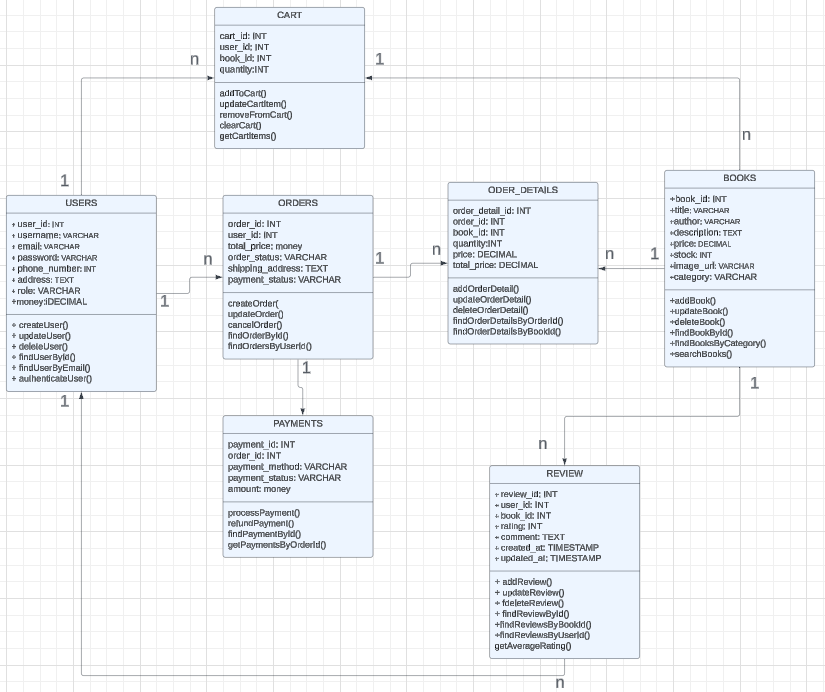 CART
cart_id: INT
user_id: INT
book_id: INT
quantity:INT
addToCart()
updateCartItem()
removeFromCart()
clearCart()
getCartItems()
n
1
n
1
USERS
+ user_id: INT
+ username: VARCHAR
+ email: VARCHAR
+ password: VARCHAR
+ phone_number: INT
+ address: TEXT
+ role: VARCHAR
+money:iDECIMAL
+ createUser()
+ updateUser()
+ deleteUser()
+ findUserById()
+ findUserByEmail()
+ authenticateUser()
1
1
n
ORDERS
order_id: INT
user_id: INT
total_price: money
order_status: VARCHAR
shipping_address: TEXT
payment_status: VARCHAR
createOrder(
updateOrder()
cancelOrder()
findOrderById()
findOrdersByUserId()
1
n
1
ODER_DETAILS
order_detail_id: INT
order_id: INT
book_id: INT
quantity:INT
price: DECIMAL
total_price: DECIMAL
addOrderDetail()
updateOrderDetail()
deleteOrderDetail()
findOrderDetailsByOrderId()
findOrderDetailsByBookId()
n
1
BOOKS
+book_id: INT
+title: VARCHAR
+author: VARCHAR
+description: TEXT
+price: DECIMAL
+stock: INT
+image_url: VARCHAR
+category: VARCHAR
+addBook()
+updateBook()
+deleteBook()
+findBookById()
+findBooksByCategory()
+searchBooks()
1
n
PAYMENTS
payment_id: INT
order_id: INT
payment_method: VARCHAR
payment_status: VARCHAR
amount: money
processPayment()
refundPayment()
findPaymentById()
getPaymentsByOrderId()
REVIEW
+ review_id: INT
+ user_id: INT
+ book_id: INT
+ rating: INT
+ comment: TEXT
+ created_at: TIMESTAMP
+ updated_at: TIMESTAMP
+ addReview()
+ updateReview()
+ fdeleteReview()
+ findReviewById()
+findReviewsByBookId()
+findReviewsByUserId()
getAverageRating()
n